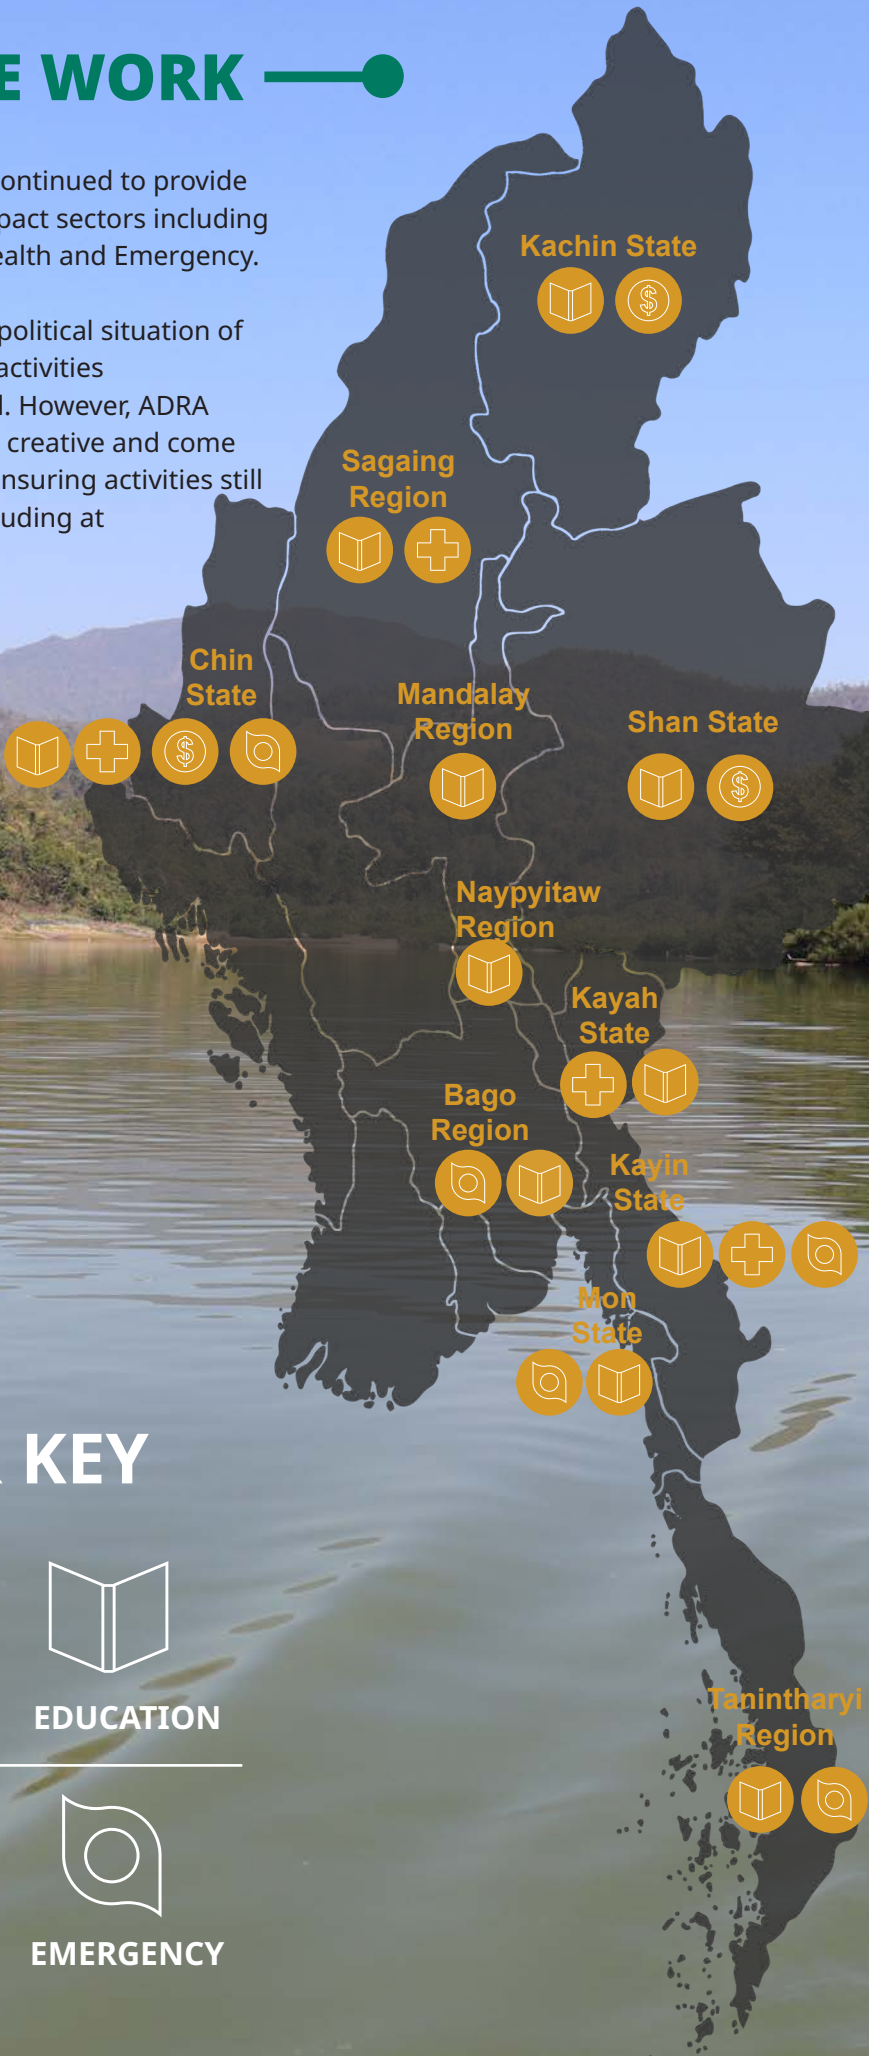 E WORK
ontinued to provide
pact sectors including
ealth and Emergency.
political situation of
activities
. However, ADRA
creative and come
nsuring activities still
uding at
Kachin State
Sagaing
Region
Chin
State
Mandalay
Region
Shan State
Naypyitaw
Region
Kayah
State
Bago
Region
Kayin
State
Mon
State
KEY
EDUCATION
Tanintharyi
Region
EMERGENCY